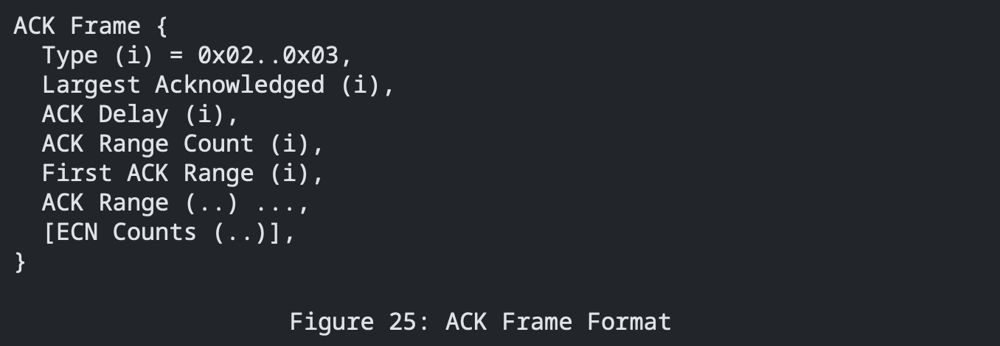 ACK Frame {
  Type (i) = 0x02..0x03,
  Largest Acknowledged (i),
  ACK Delay (i),
  ACK Range Count (i),
  First ACK Range (i),
  ACK Range (..) ...,
  [ECN Counts (..)],
}
Figure 25: ACK Frame Format